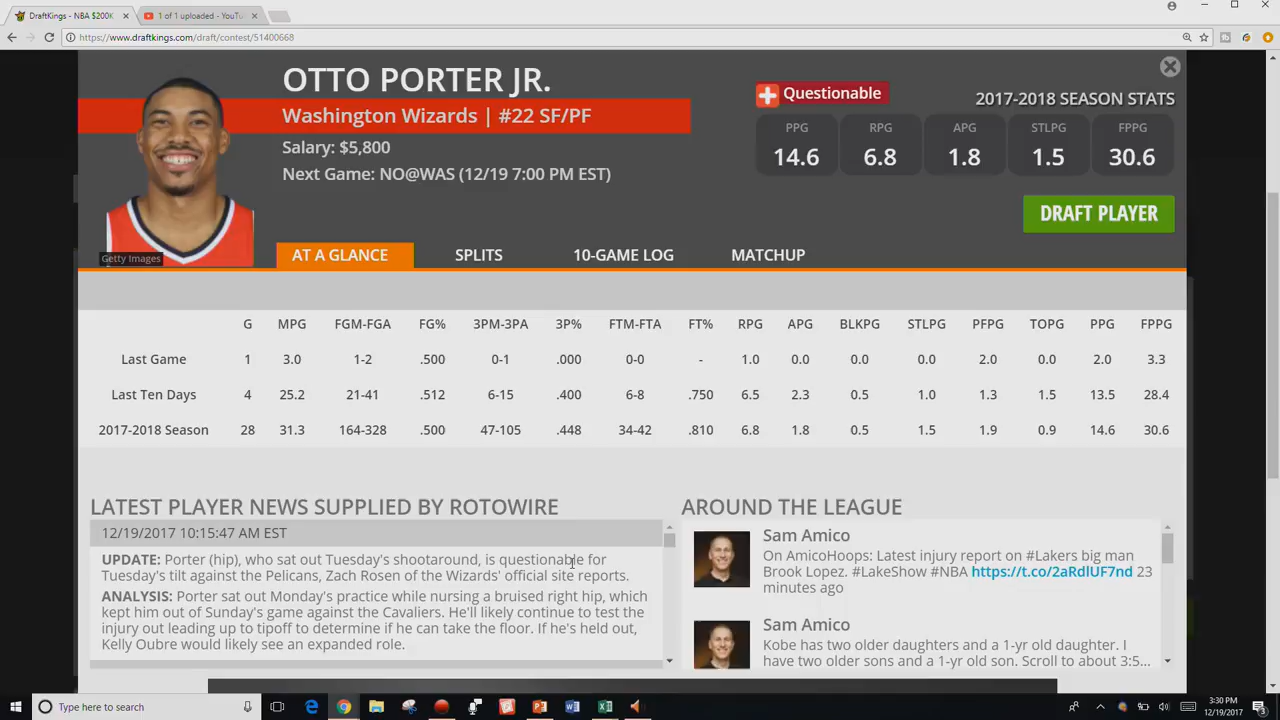 DraftKings - NBA $200K
1 of 1 uploaded - YouTu
https://www.draftkings.com/draft/contest/51400668
OTTO PORTER JR.
Washington Wizards | #22 SF/PF
Salary: $5,800
Next Game: NO@WAS (12/19 7:00 PM EST)
Getty Images
Questionable
2017-2018 SEASON STATS
PPG RPG APG STLPG FPPG
14.6 6.8 1.8 1.5 30.6
DRAFT PLAYER
AT A GLANCE SPLITS 10-GAME LOG MATCHUP
G MPG FGM-FGA FG% 3PM-3PA 3P% FTM-FTA FT% RPG APG BLKPG STLPG PFPG TOPG PPG FPPG
Last Game 1 3.0 1-2 .500 0-1 .000 0-0 - 1.0 0.0 0.0 0.0 2.0 0.0 2.0 3.3
Last Ten Days 4 25.2 21-41 .512 6-15 .400 6-8 .750 6.5 2.3 0.5 1.0 1.3 1.5 13.5 28.4
2017-2018 Season 28 31.3 164-328 .500 47-105 .448 34-42 .810 6.8 1.8 0.5 1.5 1.9 0.9 14.6 30.6
LATEST PLAYER NEWS SUPPLIED BY ROTOWIRE
12/19/2017 10:15:47 AM EST
UPDATE: Porter (hip), who sat out Tuesday's shootaround, is questionable for
Tuesday's tilt against the Pelicans, Zach Rosen of the Wizards' official site reports.
ANALYSIS: Porter sat out Monday's practice while nursing a bruised right hip, which
kept him out of Sunday's game against the Cavaliers. He'll likely continue to test the
injury out leading up to tipoff to determine if he can take the floor. If he's held out,
Kelly Oubre would likely see an expanded role.
AROUND THE LEAGUE
Sam Amico
On AmicoHoops: Latest injury report on #Lakers big man
Brook Lopez. #LakeShow #NBA https://t.co/2aRdlUF7nd 23
minutes ago
Sam Amico
Kobe has two older daughters and a 1-yr old daughter. I
have two older sons and a 1-yr old son. Scroll to about 3:5...
Type here to search
3:30 PM
12/19/2017